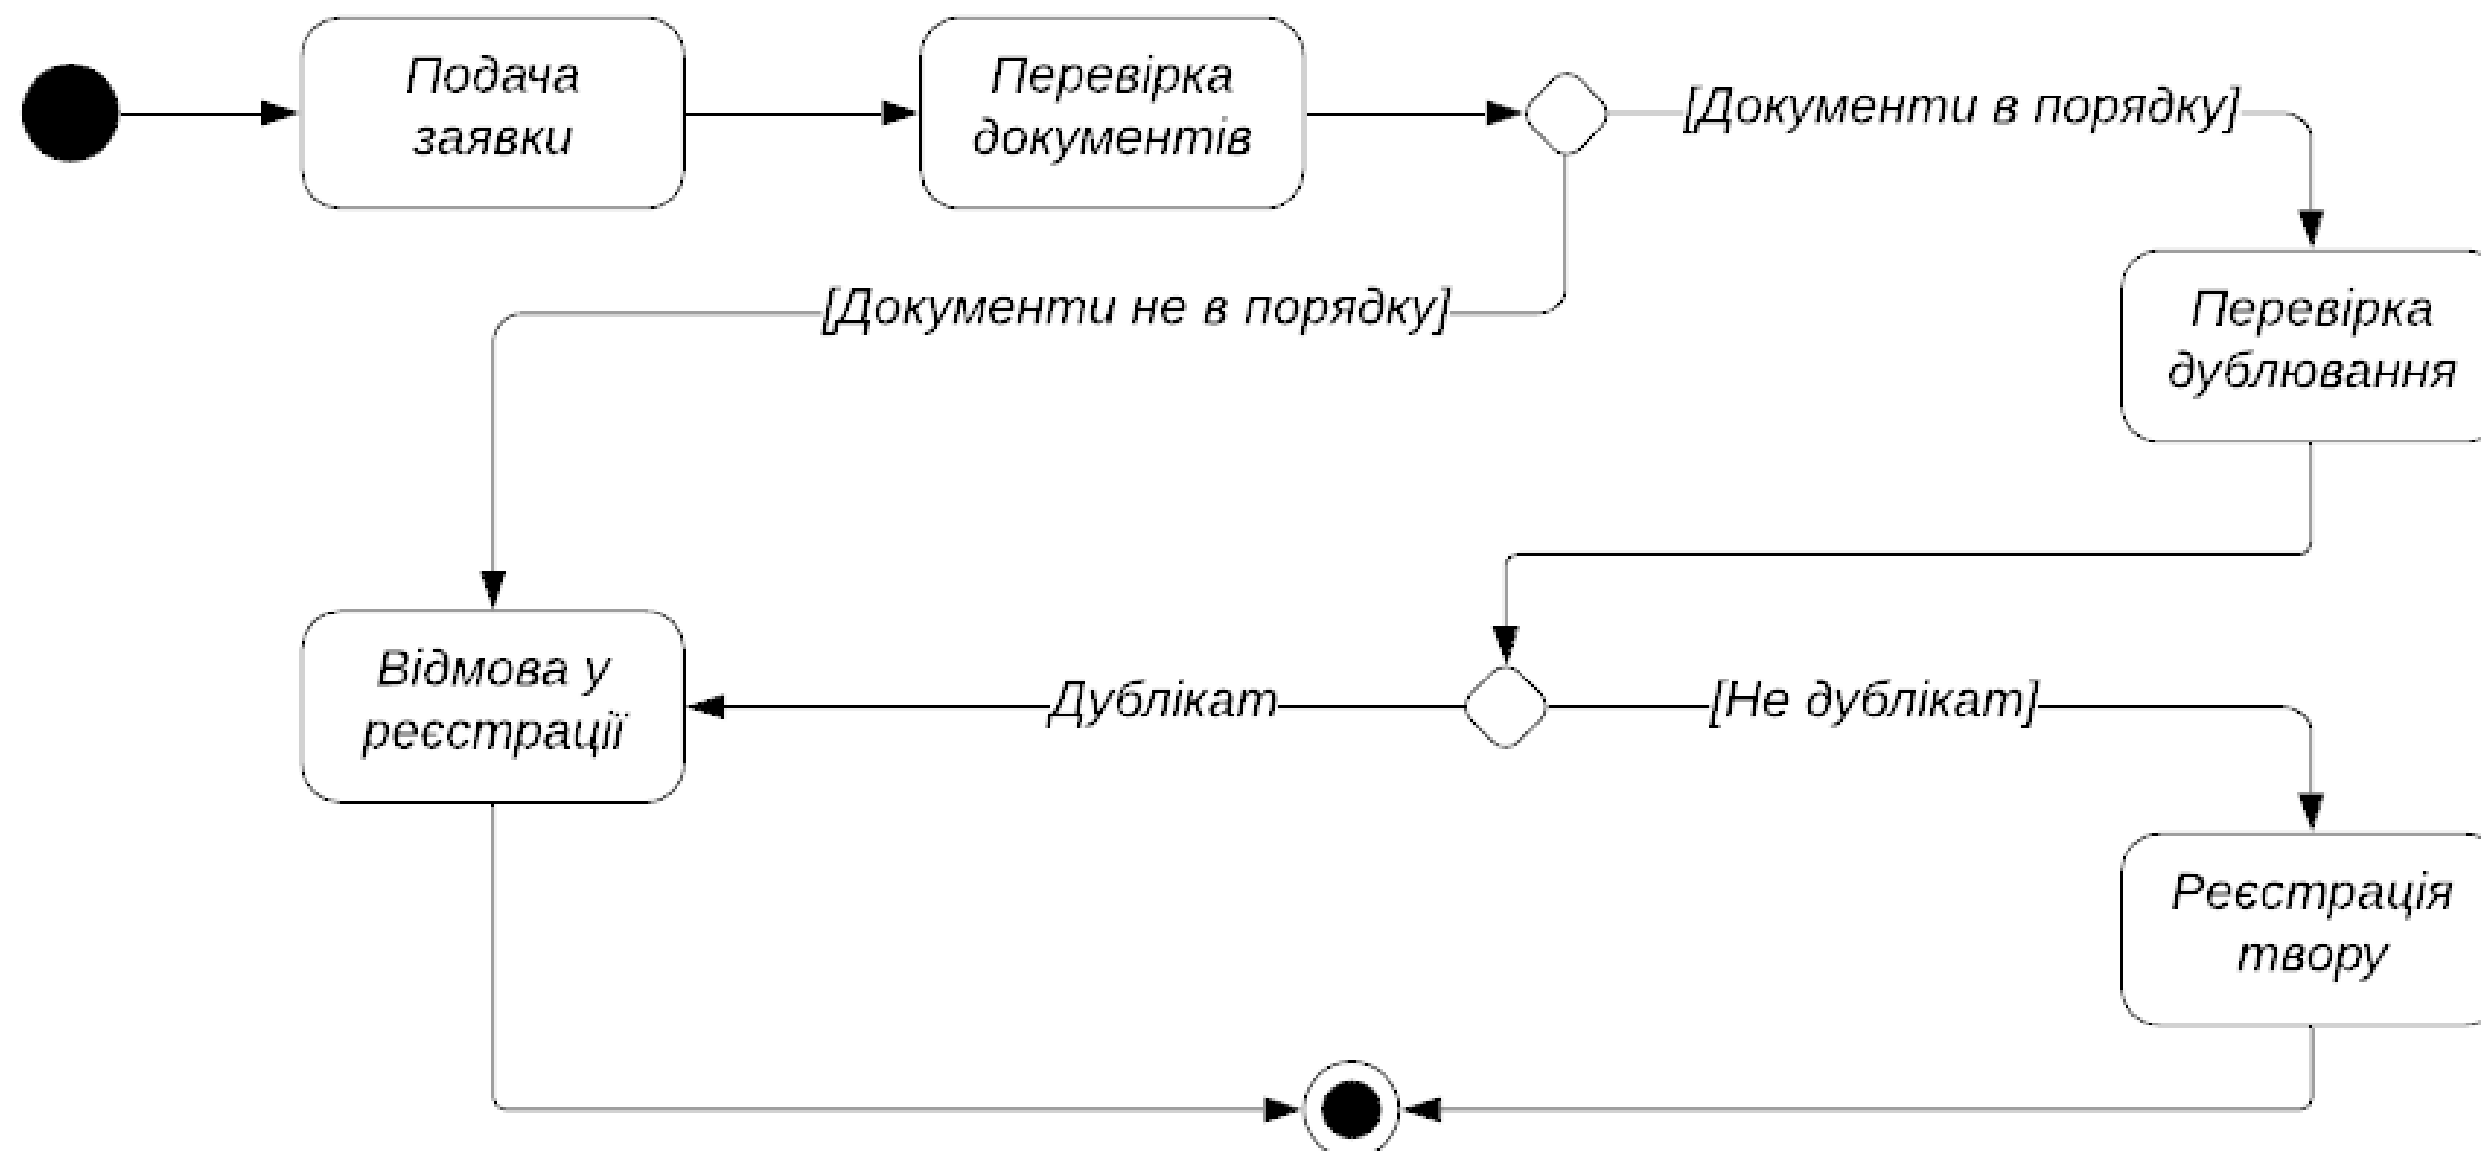 Подача
заявки
Перевірка
документів
[Документи в порядку]
[Документи не в порядку]
Перевірка
дублювання
Відмова у
реєстрації
Дублікат
[Не дублікат]
Реєстрація
твору